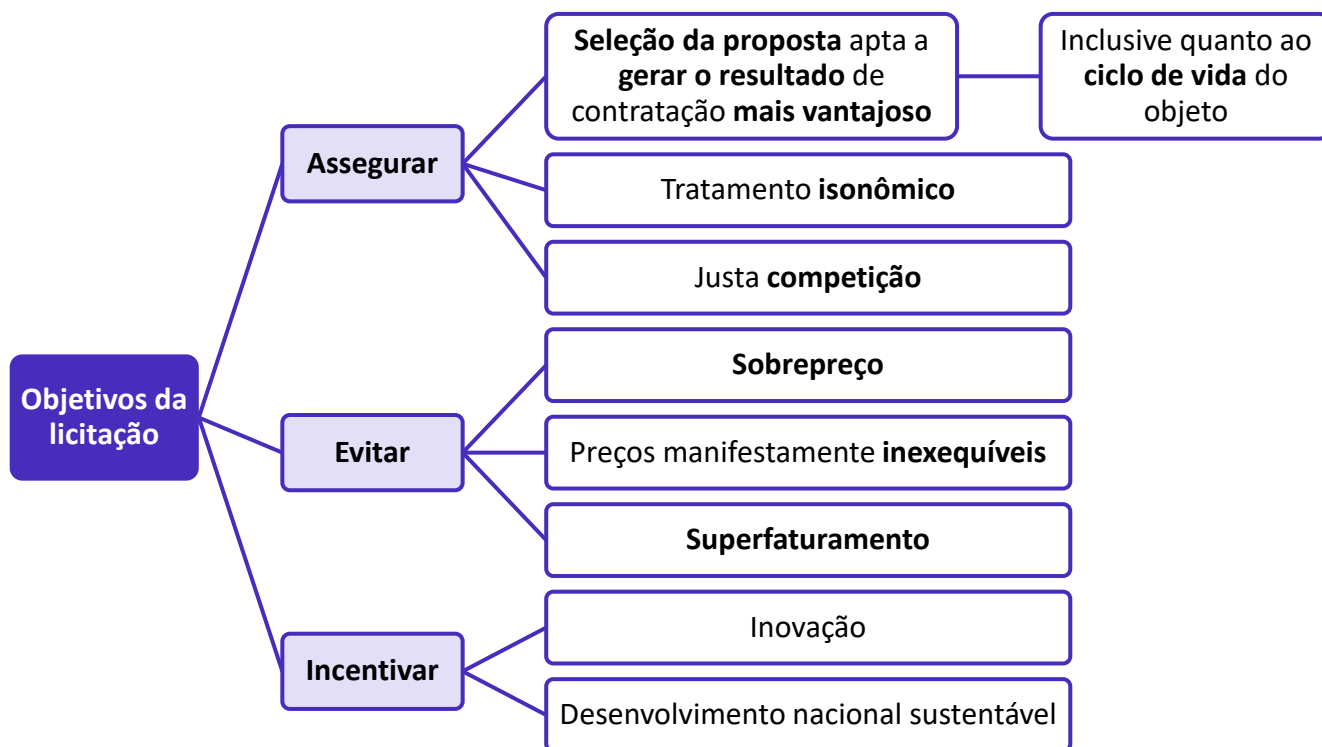 Objetivos da
licitação
Assegurar
Seleção da proposta apta a
gerar o resultado de
contratação mais vantajoso
Inclusive quanto ao
ciclo de vida do
objeto
Tratamento isonômico
Justa competição
Evitar
Sobrepreço
Preços manifestamente inexequíveis
Superfaturamento
Incentivar
Inovação
Desenvolvimento nacional sustentável